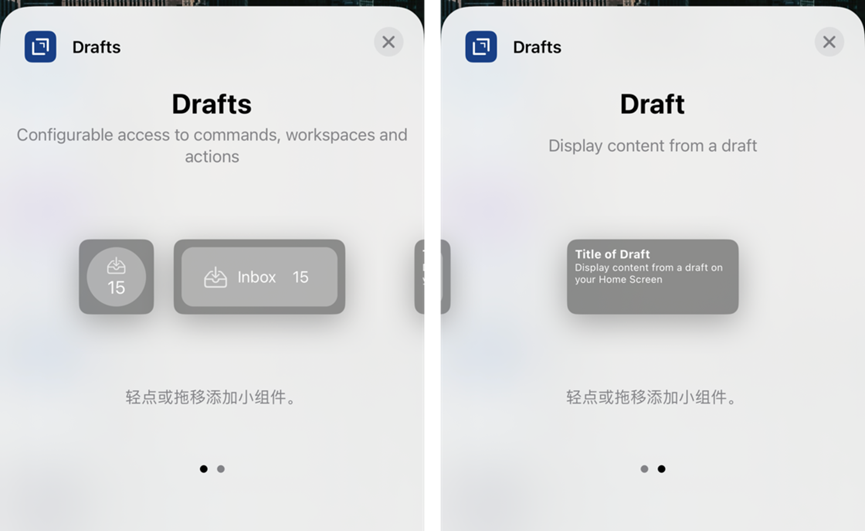 Drafts
Drafts
Configurable access to commands, workspaces and
actions
15
Inbox 15
轻点或拖移添加小组件。
Drafts
Draft
Display content from a draft
Title of Draft
Display content from a draft on
your Home Screen
轻点或拖移添加小组件。